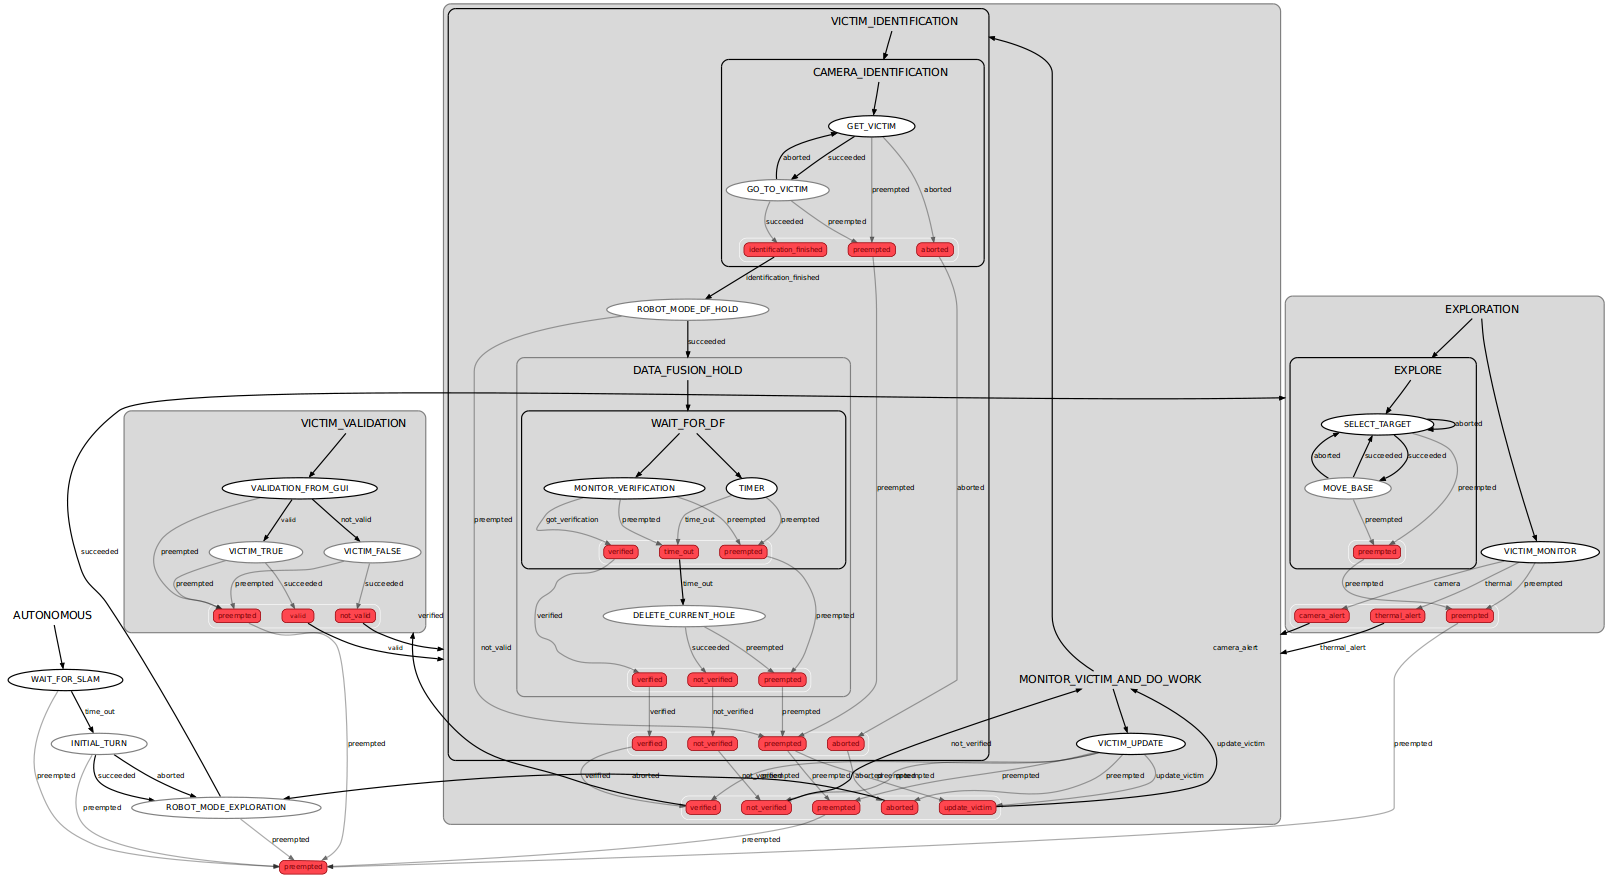 VICTIM_IDENTIFICATION
CAMERA_IDENTIFICATION
GET_VICTIM
aborted
succeeded
GO_TO_VICTIM
preempted
aborted
succeeded
preempted
identification_finished
preempted
aborted
identification_finished
ROBOT_MODE_DF_HOLD
succeeded
DATA_FUSION_HOLD
WAIT_FOR_DF
MONITOR_VERIFICATION
TIMER
preempted
got_verification
preempted
time_out
preempted
preempted
preempted
aborted
verified
time_out
preempted
time_out
DELETE_CURRENT_HOLE
verified
preempted
succeeded
preempted
not_valid
verified
not_verified
preempted
verified
not_verified
preempted
verified
not_verified
preempted
aborted
MONITOR_VICTIM_AND_DO_WORK
VICTIM_UPDATE
not_verified
update_victim
verified
aborted
not_verified
preempted
preempted
aborted
preempted
preempted
preempted
preempted
update_victim
verified
not_verified
preempted
aborted
update_victim
preempted
EXPLORATION
EXPLORE
SELECT_TARGET
aborted
aborted
succeeded
succeeded
MOVE_BASE
preempted
preempted
VICTIM_MONITOR
preempted
preempted
camera
thermal
preempted
camera_alert
thermal_alert
preempted
camera_alert
thermal_alert
preempted
VICTIM_VALIDATION
VALIDATION_FROM_GUI
valid
not_valid
preempted
VICTIM_TRUE
VICTIM_FALSE
succeeded
preempted
preempted
succeeded
succeeded
preempted
valid
not_valid
verified
valid
AUTONOMOUS
WAIT_FOR_SLAM
time_out
INITIAL_TURN
preempted
preempted
succeeded
aborted
ROBOT_MODE_EXPLORATION
preempted
preempted
preempted